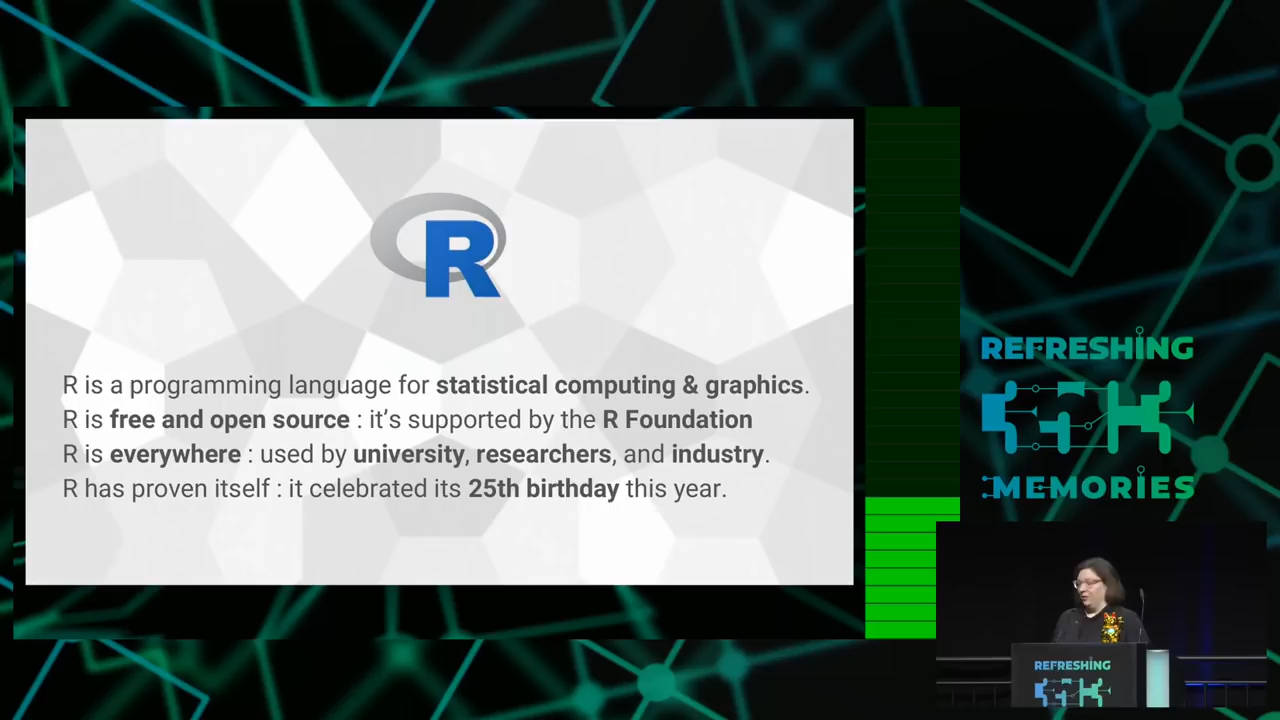 R
R is a programming language for statistical computing & graphics.
R is free and open source : it’s supported by the R Foundation
R is everywhere : used by university, researchers, and industry.
R has proven itself : it celebrated its 25th birthday this year.
REFRESHING
GPN
MEMORIES
REFRESHING